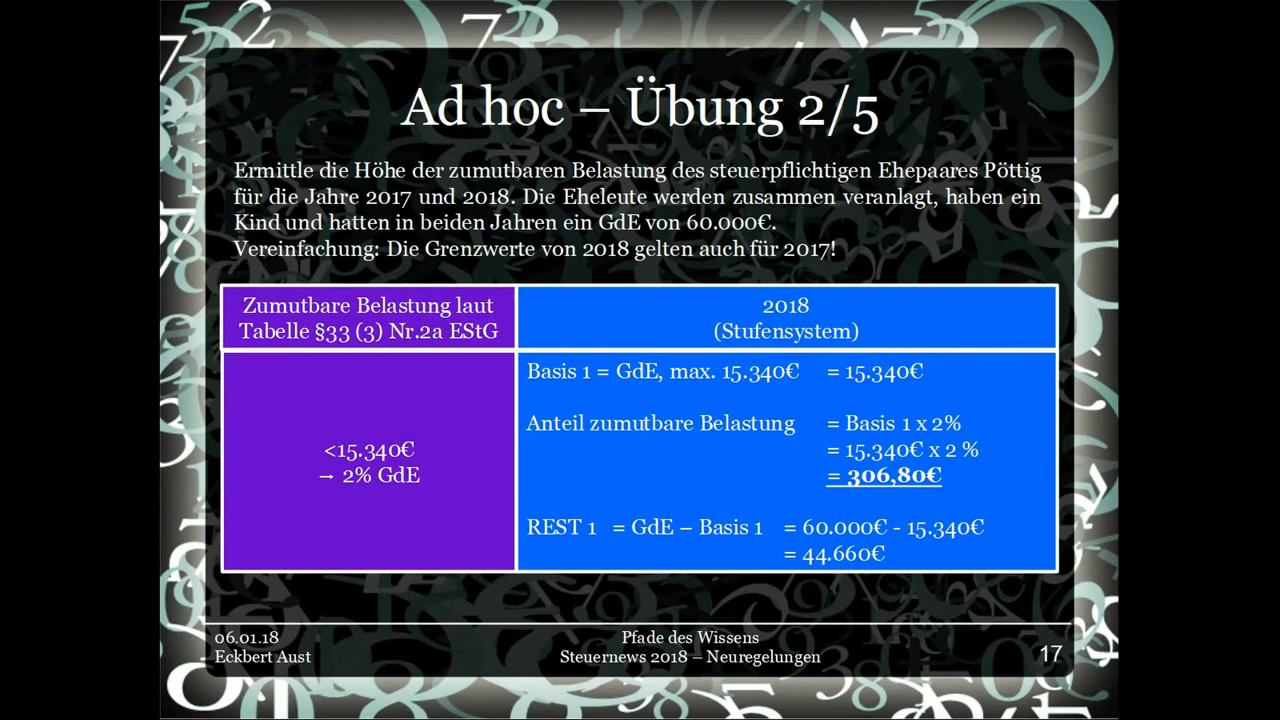 Ad hoc – Übung 2/5
Ermittle die Höhe der zumutbaren Belastung des steuerpflichtigen Ehepaares Pöttig
für die Jahre 2017 und 2018. Die Eheleute werden zusammen veranlagt, haben ein
Kind und hatten in beiden Jahren ein GdE von 60.000€.
Vereinfachung: Die Grenzwerte von 2018 gelten auch für 2017!
Zumutbare Belastung laut
Tabelle §33 (3) Nr.2a EStG
2018
(Stufensystem)
<15.340€
→ 2% GdE
Basis 1 = GdE, max. 15.340€ = 15.340€
Anteil zumutbare Belastung = Basis 1 x 2%
= 15.340€ x 2 %
= 306,80€
REST 1 = GdE – Basis 1 = 60.000€ - 15.340€
= 44.660€
06.01.18
Eckbert Aust
Pfade des Wissens
Steuernews 2018 – Neuregelungen
17